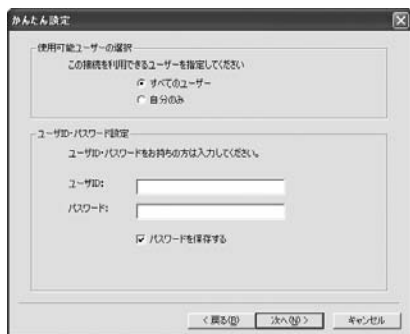 かんたん設定
使用可能ユーザーの選択
この接続を利用できるユーザーを指定してください
すべてのユーザー
自分のみ
ユーザID・パスワード設定
ユーザID・パスワードをお持ちの方は入力してください。
ユーザID:
パスワード:
パスワードを保存する
< 戻る(B) 次へ(N) > キャンセル